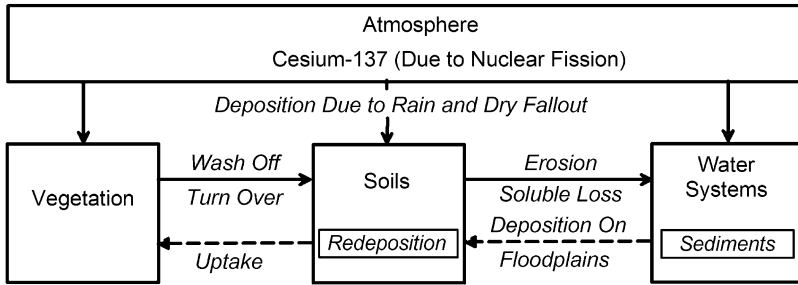 Atmosphere
Cesium-137 (Due to Nuclear Fission)
Deposition Due to Rain and Dry Fallout
Vegetation
Wash Off
Turn Over
Uptake
Soils
Redeposition
Erosion
Soluble Loss
Deposition On
Floodplains
Water
Systems
Sediments